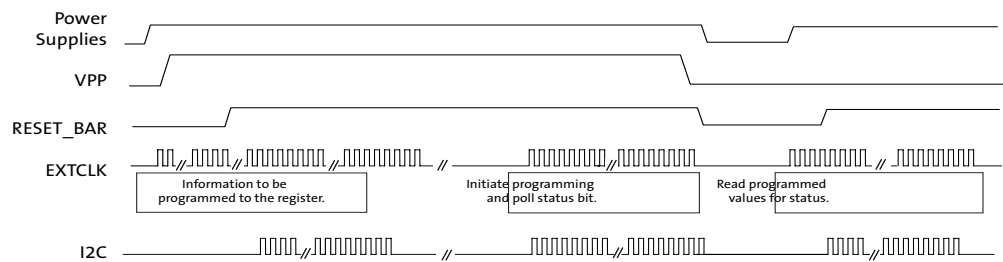 Power
Supplies
VPP
RESET_BAR
EXTCLK
Information to be
programmed to the register.
Initiate programming
and poll status bit.
Read programmed
values for status.
I2C